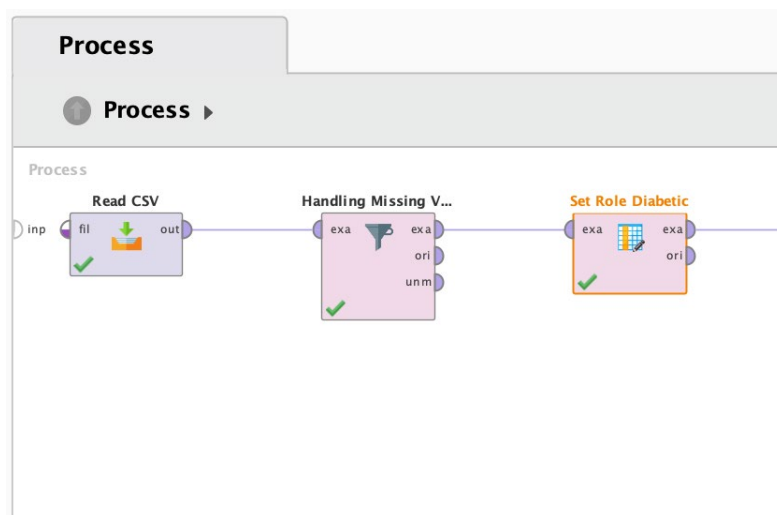 Process
Process
Process
Read CSV
Handling Missing V...
Set Role Diabetic
inp
fil
out
exa
exa
ori
unm
exa
exa
ori